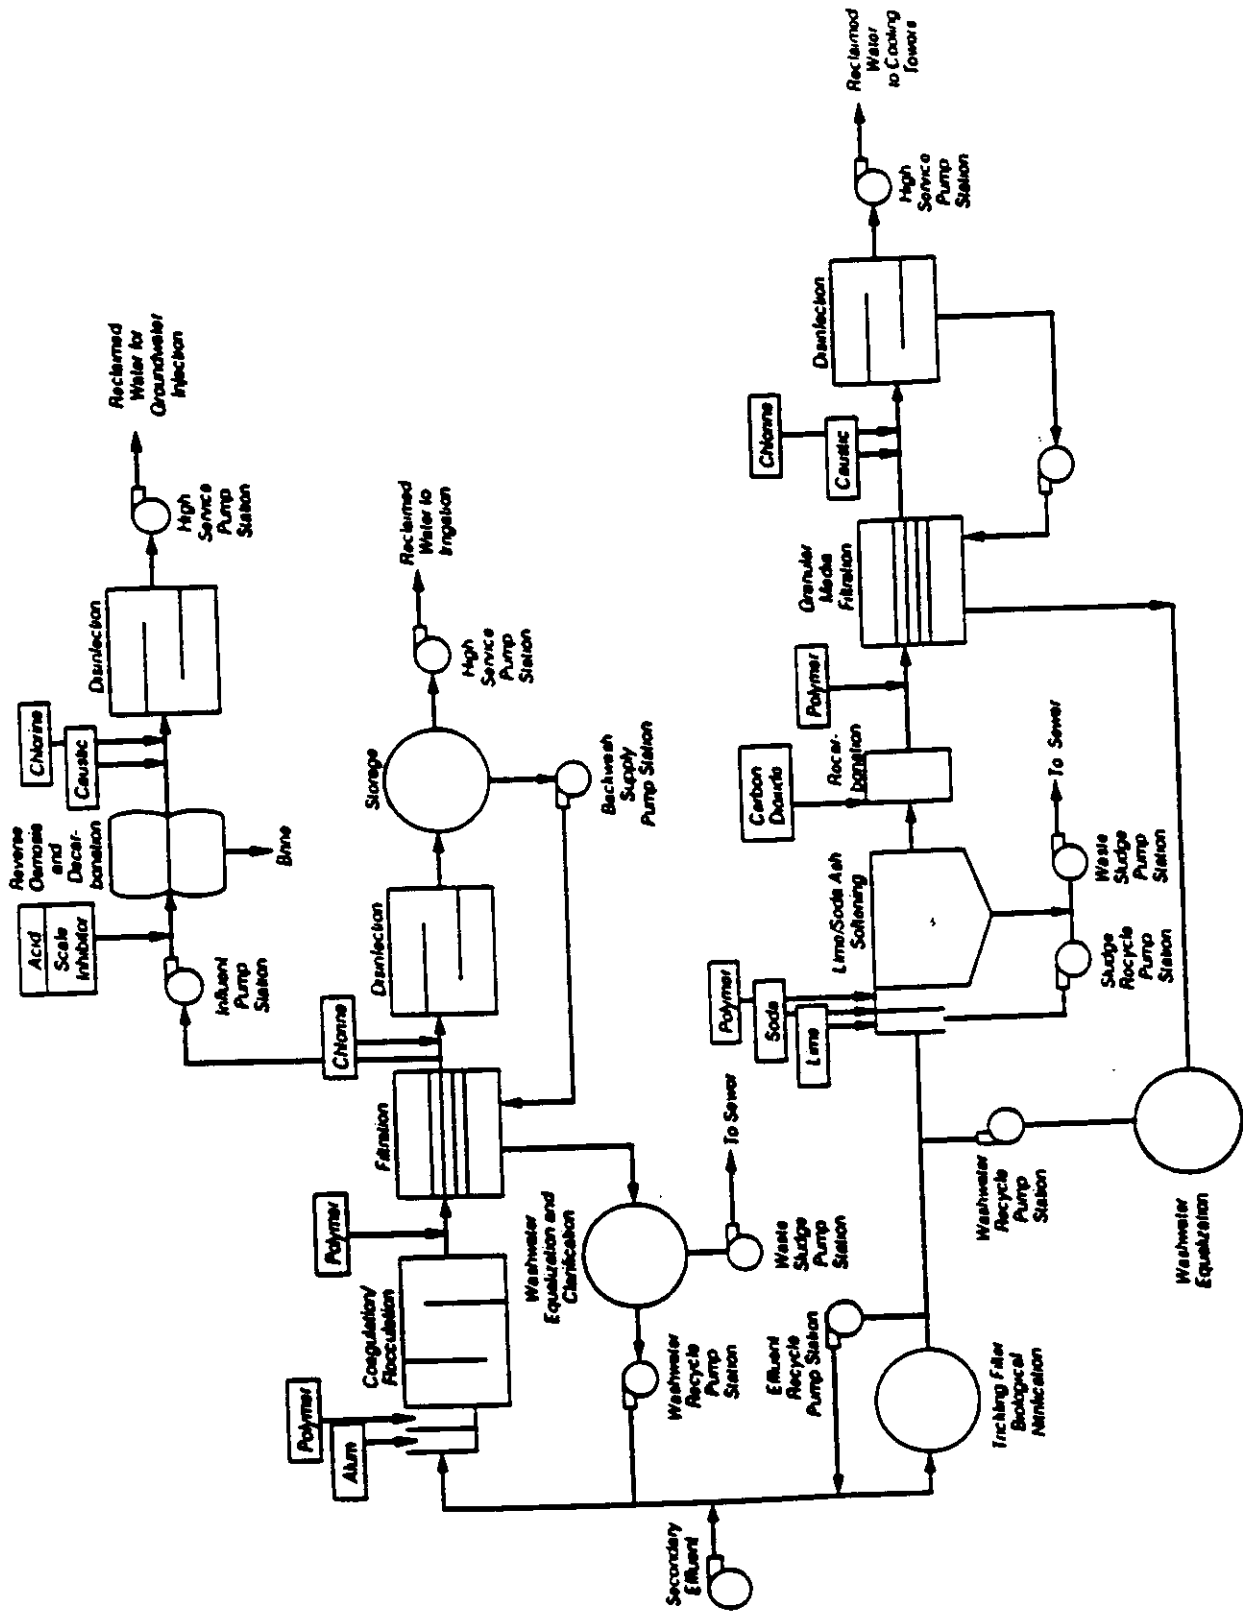 Reclaimed
Water for
Groundwater
Injection
High
Service
Pump
Station
Disinfection
Chlorine
Caustic
Reverse
Osmosis
and
Decar-
bonation
Brine
Acid
Scale
Inhibitor
Influent
Pump
Station
Reclaimed
Water to
Irrigation
High
Service
Pump
Station
Storage
Backwash
Supply
Pump Station
Disinfection
Chlorine
Filtration
Polymer
Coagulation/
Flocculation
Polymer
Alum
Washwater
Equalization and
Clarification
To Sewer
Waste
Sludge
Pump
Station
Washwater
Recycle
Pump
Station
Secondary
Effluent
Effluent
Recycle
Pump Station
Trickling Filter
Biological
Nitrification
Washwater
Recycle
Pump
Station
Washwater
Equalization
Polymer
Soda
Lime
Lime/Soda Ash
Softening
Sludge
Recycle
Pump
Station
Waste
Sludge
Pump
Station
To Sewer
Carbon
Dioxide
Recar-
bonation
Polymer
Granular
Media
Filtration
Chlorine
Caustic
Disinfection
High
Service
Pump
Station
Reclaimed
Water
to Cooling
Towers